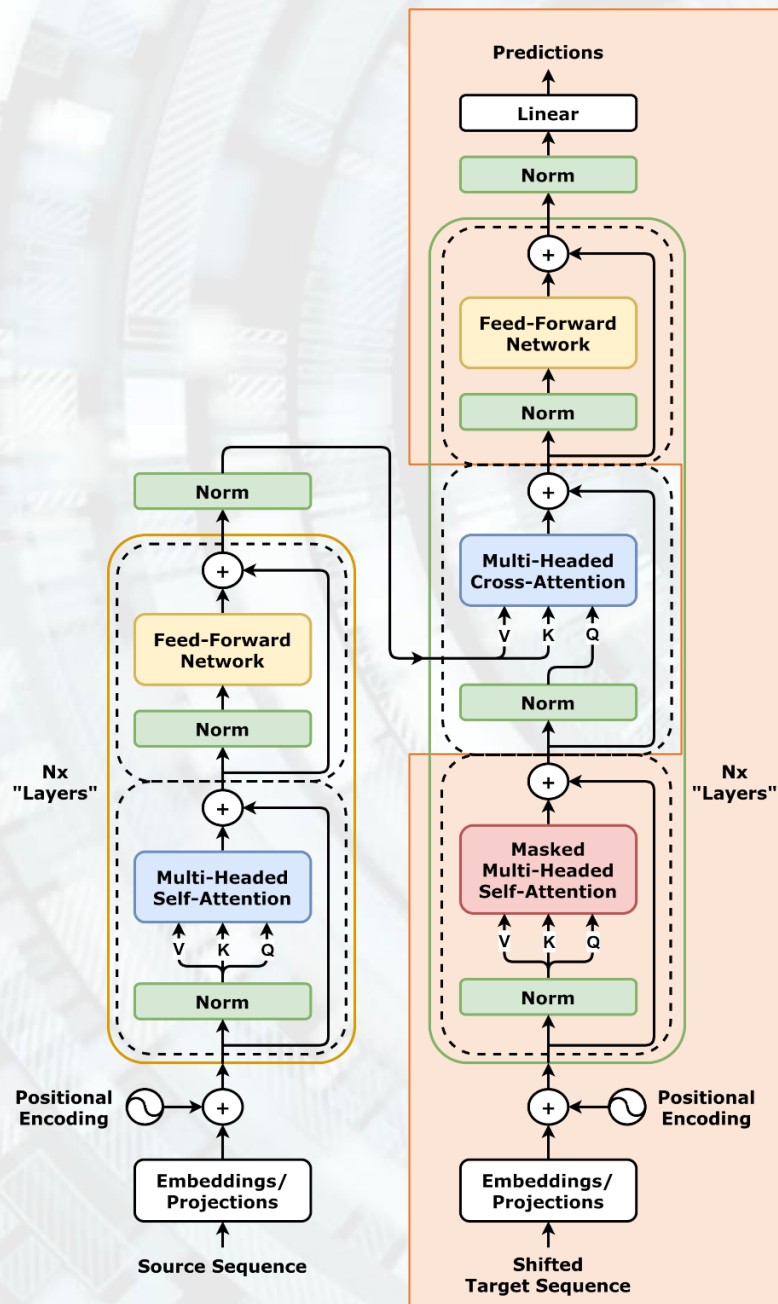 Predictions
Linear
Norm
+
Feed-Forward
Network
Norm
+
Multi-Headed
Cross-Attention
V K Q
Norm
Nx
"Layers"
+
Masked
Multi-Headed
Self-Attention
V K Q
Norm
+
Positional
Encoding
Embeddings/
Projections
Shifted
Target Sequence
Norm
+
Feed-Forward
Network
Norm
Nx
"Layers"
+
Multi-Headed
Self-Attention
V K Q
Norm
Positional
Encoding
+
Embeddings/
Projections
Source Sequence